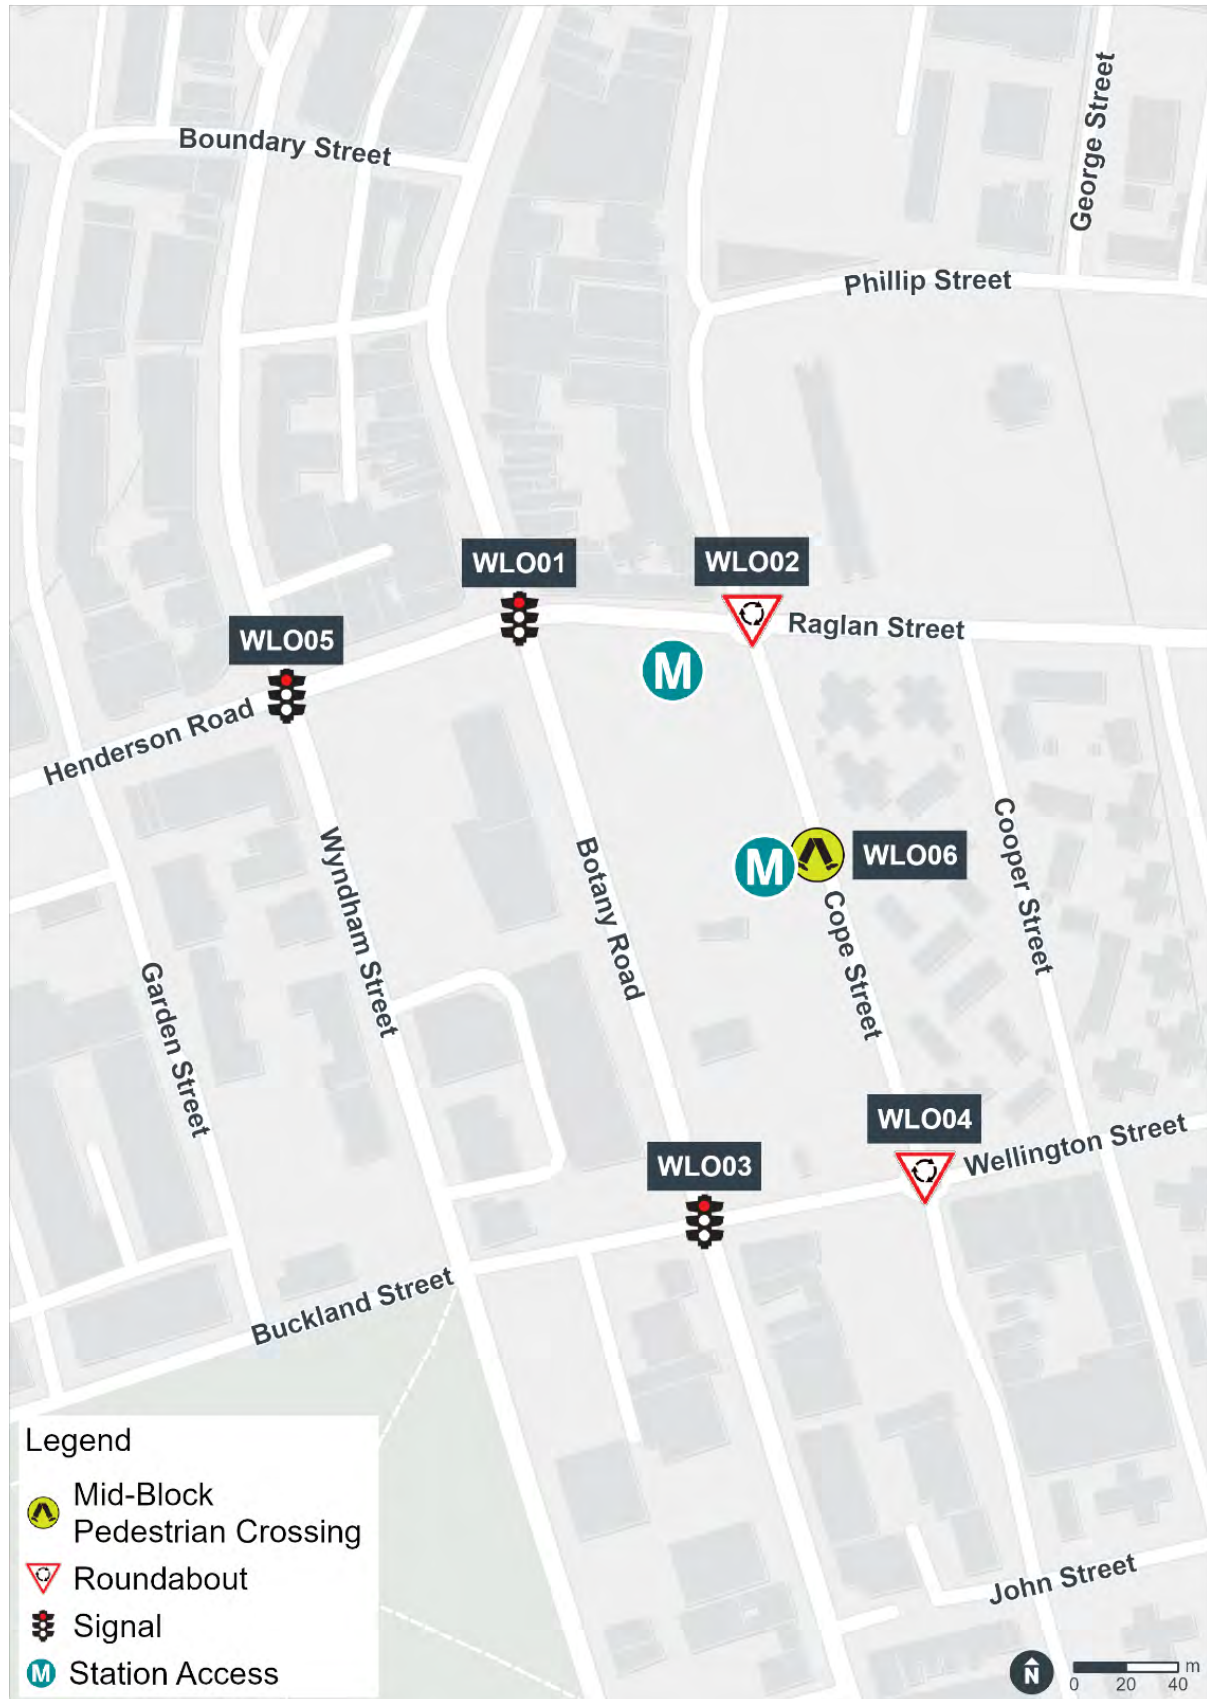 Boundary Street
George Street
Phillip Street
WLO01
WLO02
Raglan Street
WLO05
M
Henderson Road
Wyndham Street
Botany Road
Cooper Street
M
WLO06
Cope Street
Garden Street
WLO04
Wellington Street
WLO03
Buckland Street
Legend
Mid-Block
Pedestrian Crossing
Roundabout
Signal
M Station Access
John Street
N
m
0 20 40